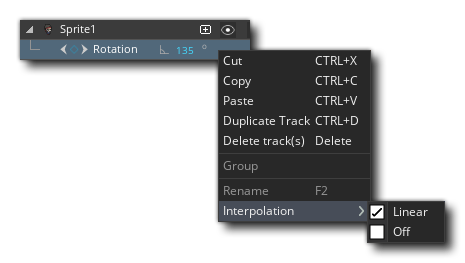 Sprite1
Rotation 135 °
Cut CTRL+X
Copy CTRL+C
Paste CTRL+V
Duplicate Track CTRL+D
Delete track(s) Delete
Group
Rename F2
Interpolation
Linear
Off